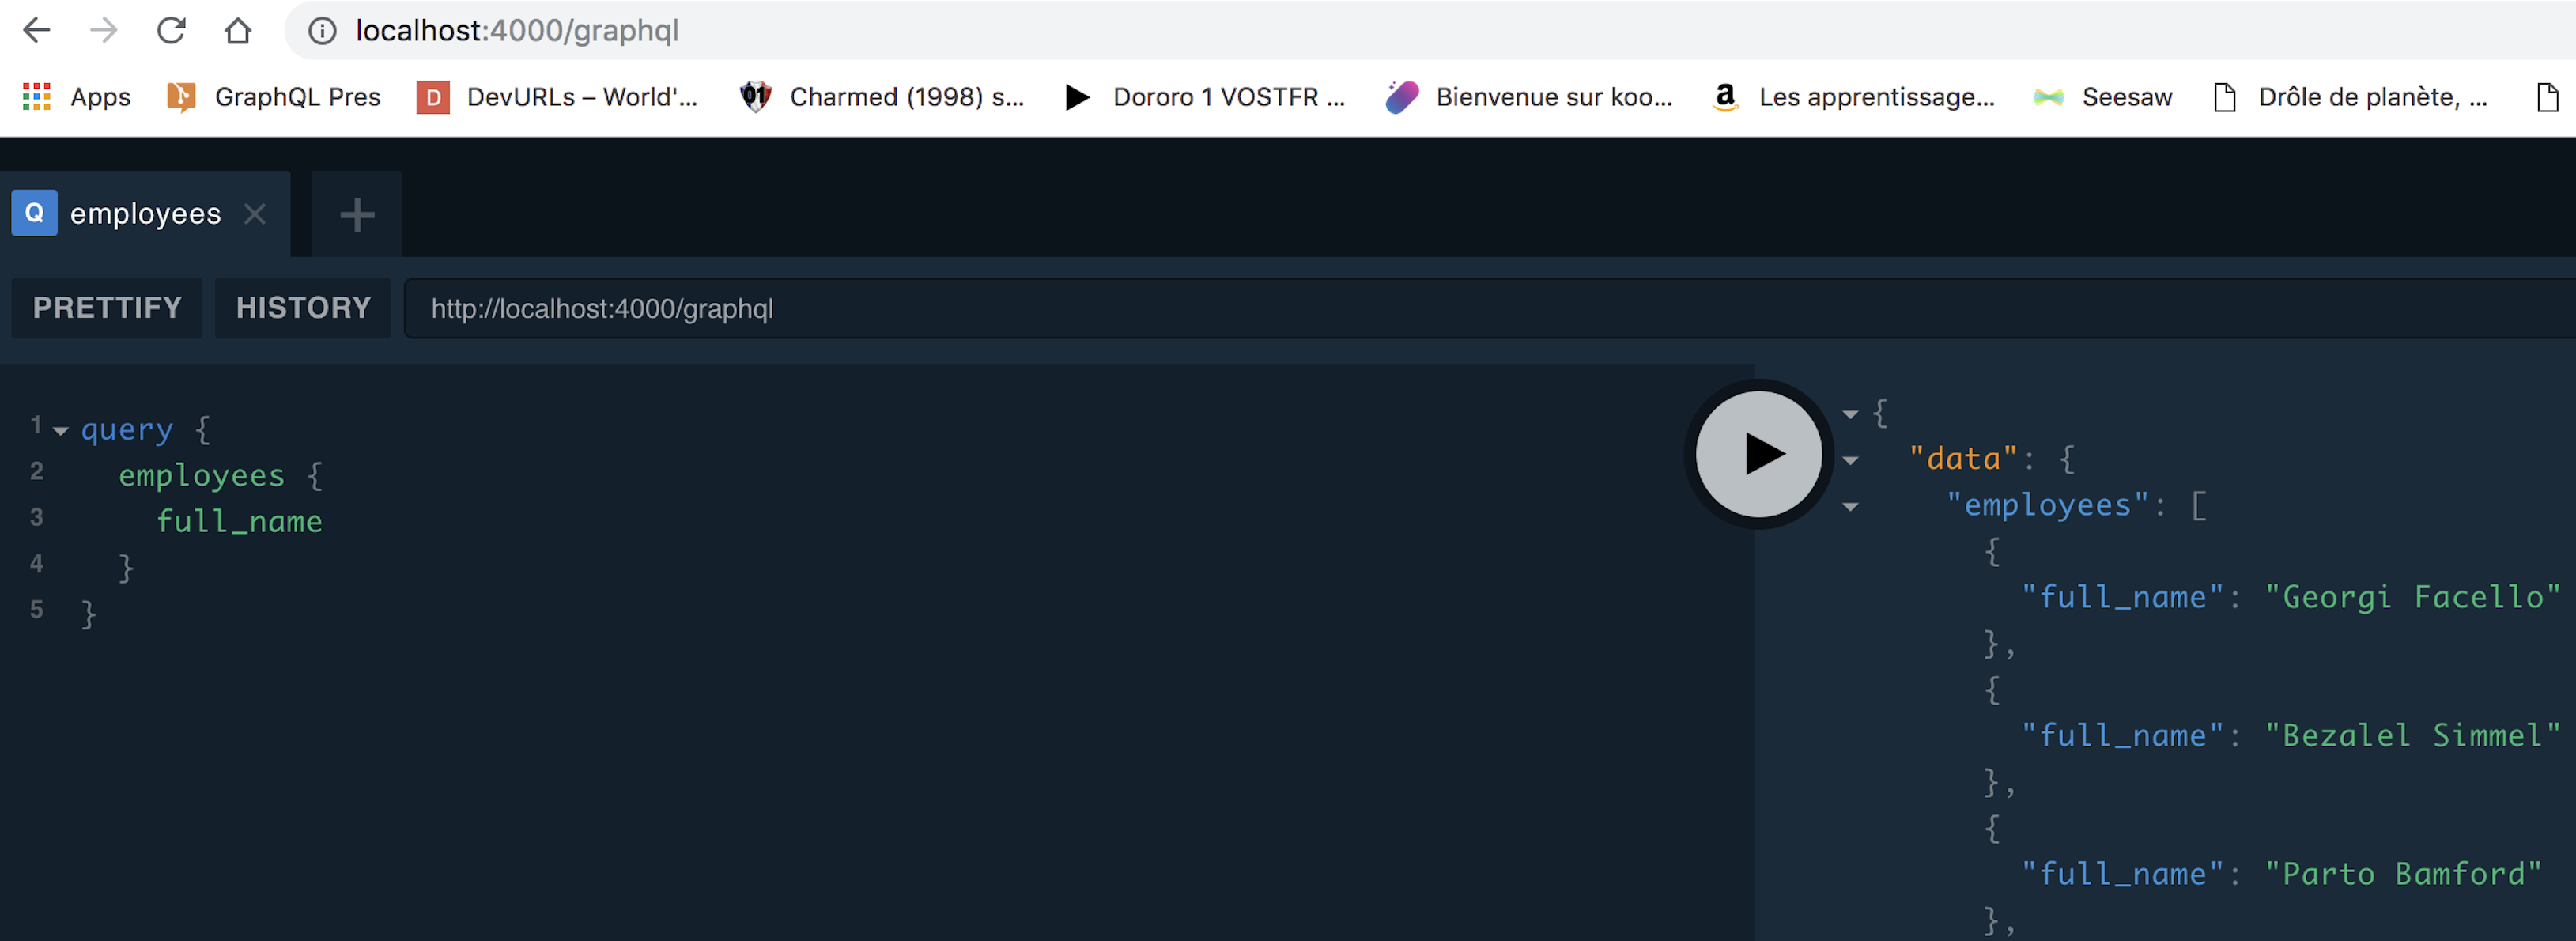 localhost:4000/graphql
Apps GraphQL Pres D DevURLs – World'... 01 Charmed (1998) s... Dororo 1 VOSTFR ... Bienvenue sur koo... a Les apprentissage... Seesaw Drôle de planète, ...
Q employees × +
PRETTIFY HISTORY http://localhost:4000/graphql
1 query {
2 employees {
3 full_name
4 }
5 }
{
"data": {
"employees": [
{
"full_name": "Georgi Facello"
},
{
"full_name": "Bezalel Simmel"
},
{
"full_name": "Parto Bamford"
},